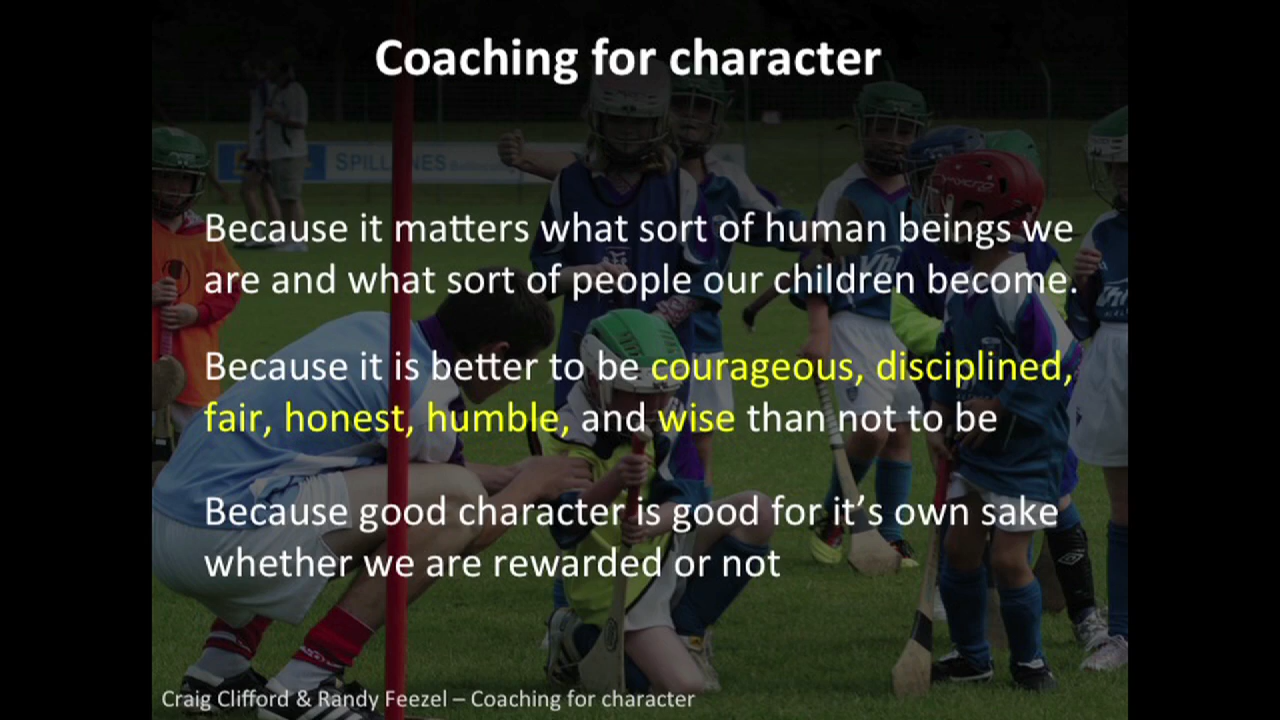 Coaching for character
SPILLANES
Because it matters what sort of human beings we
are and what sort of people our children become.
Because it is better to be courageous, disciplined,
fair, honest, humble, and wise than not to be
Because good character is good for it’s own sake
whether we are rewarded or not
Craig Clifford & Randy Feezel – Coaching for character